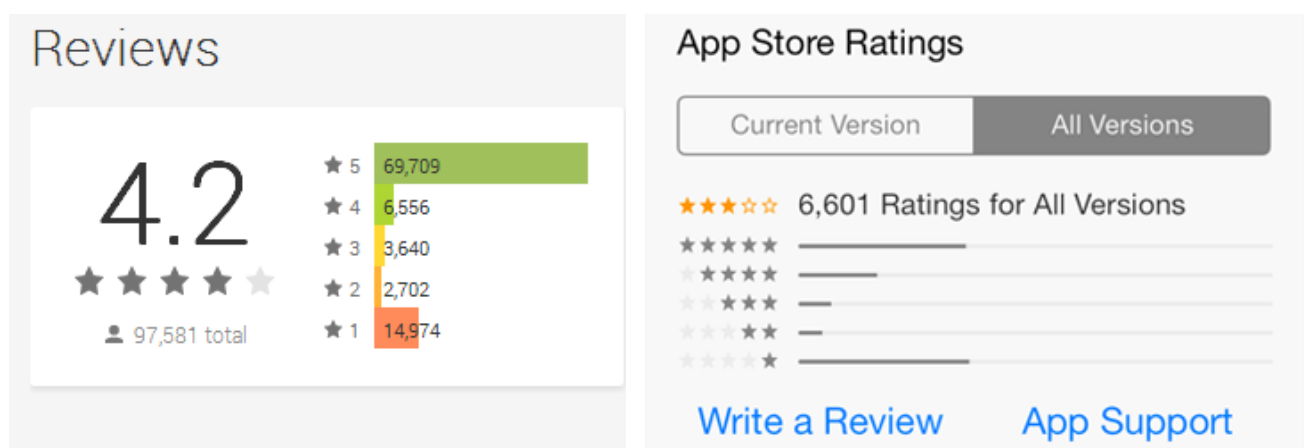 Reviews
4.2
97,581 total
5 69,709
4 6,556
3 3,640
2 2,702
1 14,974
App Store Ratings
Current Version All Versions
6,601 Ratings for All Versions
Write a Review App Support